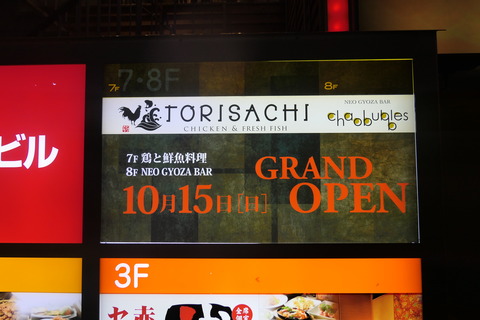 7·8F
7F
8F
TORISACHI
CHICKEN & FRESH FISH
NEO GYOZA BAR
chaobubbles
7F 鶏と鮮魚料理
8F NEO GYOZA BAR
10月15日[日]
GRAND
OPEN
ビル
3F